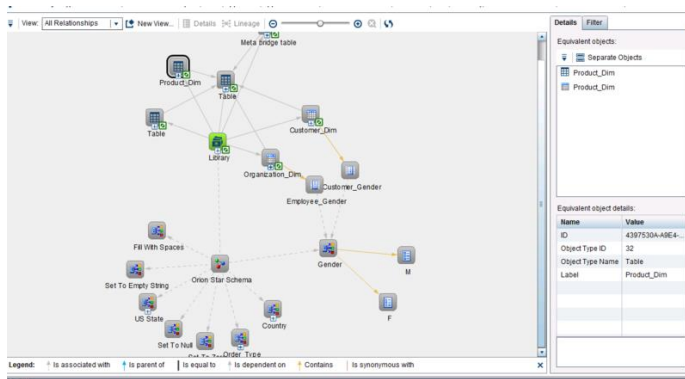 View: All Relationships New View... Details Lineage
Meta Bridge table
Product_Dim
Table
Table
Customer_Dim
Library
Organization_Dim
Customer_Gender
Employee_Gender
Fill With Spaces
Gender
M
Set To Empty String
Orion Star Schema
US State
F
Country
Set To Null
Set To Zero
Order_Type
Legend: Is associated with Is parent of Is equal to Is dependent on Contains Is synonymous with
Details Filter
Equivalent objects:
Separate Objects
Product_Dim
Product_Dim
Equivalent object details:
Name Value
ID 4397530A-A9E4-...
Object Type ID 32
Object Type Name Table
Label Product_Dim